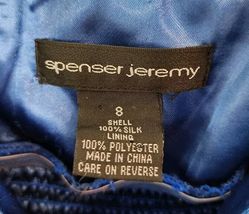 spenser jeremy
8
SHELL
100% SILK
LINING
100% POLYESTER
MADE IN CHINA
CARE ON REVERSE